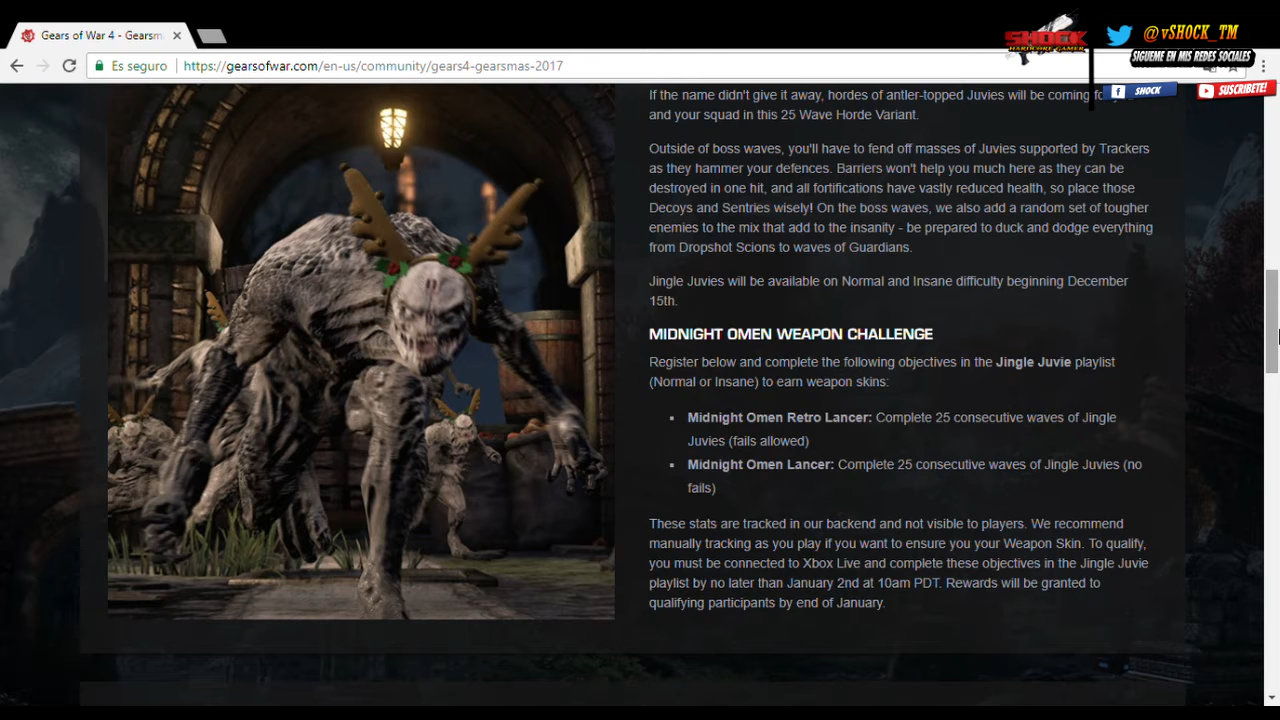 Gears of War 4 - Gearsm
SHOCK
HARDCORE GAMER
@vSHOCK_TM
SIGUEME EN MIS REDES SOCIALES
Es seguro
https://gearsofwar.com/en-us/community/gears4-gearsmas-2017
SHOCK
SUSCRIBETE!
If the name didn't give it away, hordes of antler-topped Juvies will be coming for
and your squad in this 25 Wave Horde Variant.
Outside of boss waves, you'll have to fend off masses of Juvies supported by Trackers
as they hammer your defences. Barriers won't help you much here as they can be
destroyed in one hit, and all fortifications have vastly reduced health, so place those
Decoys and Sentries wisely! On the boss waves, we also add a random set of tougher
enemies to the mix that add to the insanity - be prepared to duck and dodge everything
from Dropshot Scions to waves of Guardians.
Jingle Juvies will be available on Normal and Insane difficulty beginning December
15th.
MIDNIGHT OMEN WEAPON CHALLENGE
Register below and complete the following objectives in the Jingle Juvie playlist
(Normal or Insane) to earn weapon skins:
▪ Midnight Omen Retro Lancer: Complete 25 consecutive waves of Jingle
Juvies (fails allowed)
▪ Midnight Omen Lancer: Complete 25 consecutive waves of Jingle Juvies (no
fails)
These stats are tracked in our backend and not visible to players. We recommend
manually tracking as you play if you want to ensure you your Weapon Skin. To qualify,
you must be connected to Xbox Live and complete these objectives in the Jingle Juvie
playlist by no later than January 2nd at 10am PDT. Rewards will be granted to
qualifying participants by end of January.